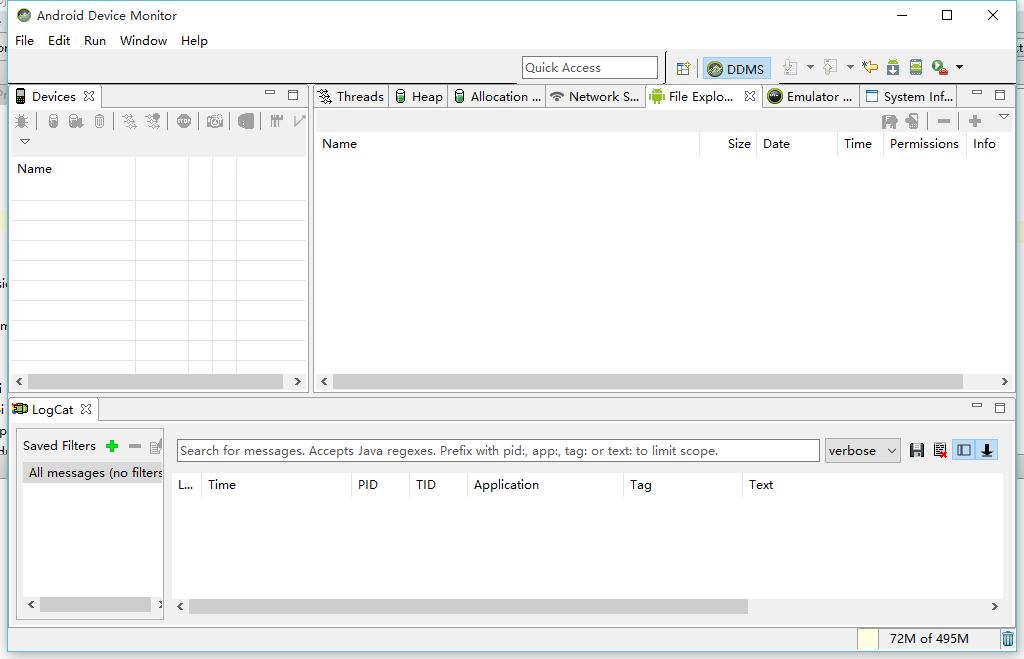 Android Device Monitor
File Edit Run Window Help
Quick Access
DDMS
Devices
Threads Heap Allocation ... Network S... File Explo... Emulator ... System Inf...
Name Size Date Time Permissions Info
Name
LogCat
Saved Filters
Search for messages. Accepts Java regexes. Prefix with pid:, app:, tag: or text: to limit scope.
verbose
All messages (no filters
L... Time PID TID Application Tag Text
72M of 495M